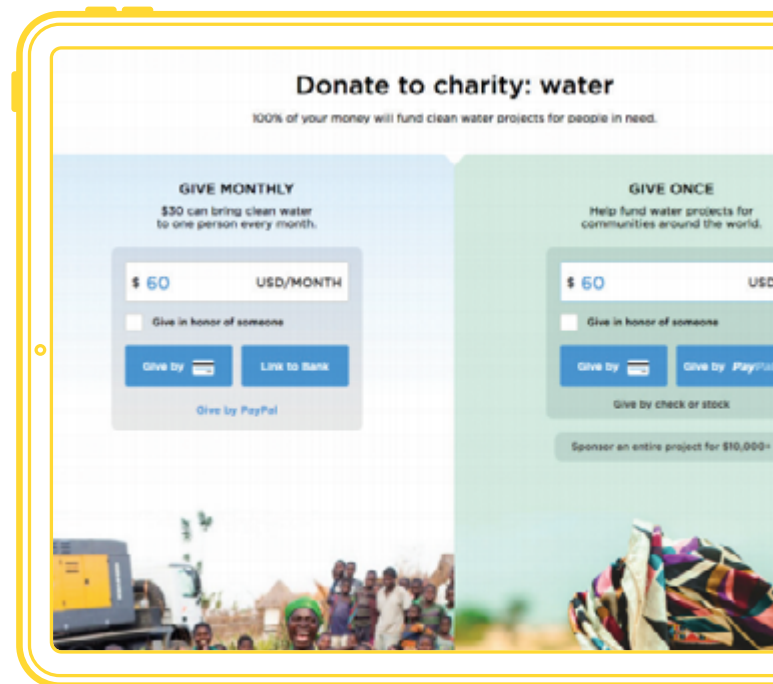 Donate to charity: water
100% of your money will fund clean water projects for people in need.
GIVE MONTHLY
$30 can bring clean water
to one person every month.
$ 60 USD/MONTH
Give in honor of someone
Give by Link to Bank
Give by PayPal
GIVE ONCE
Help fund water projects for
communities around the world.
$ 60 USD
Give in honor of someone
Give by Give by PayPal
Give by check or stock
Sponsor an entire project for $10,000+